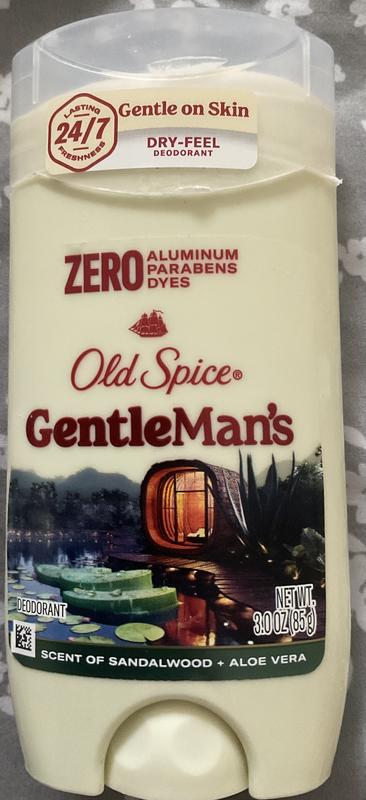 LASTING
24/7
FRESHNESS
Gentle on Skin
DRY-FEEL
DEODORANT
ZERO
ALUMINUM
PARABENS
DYES
Old Spice®
GentleMan's
DEODORANT
NET WT.
3.0 OZ (85g)
SCENT OF SANDALWOOD + ALOE VERA